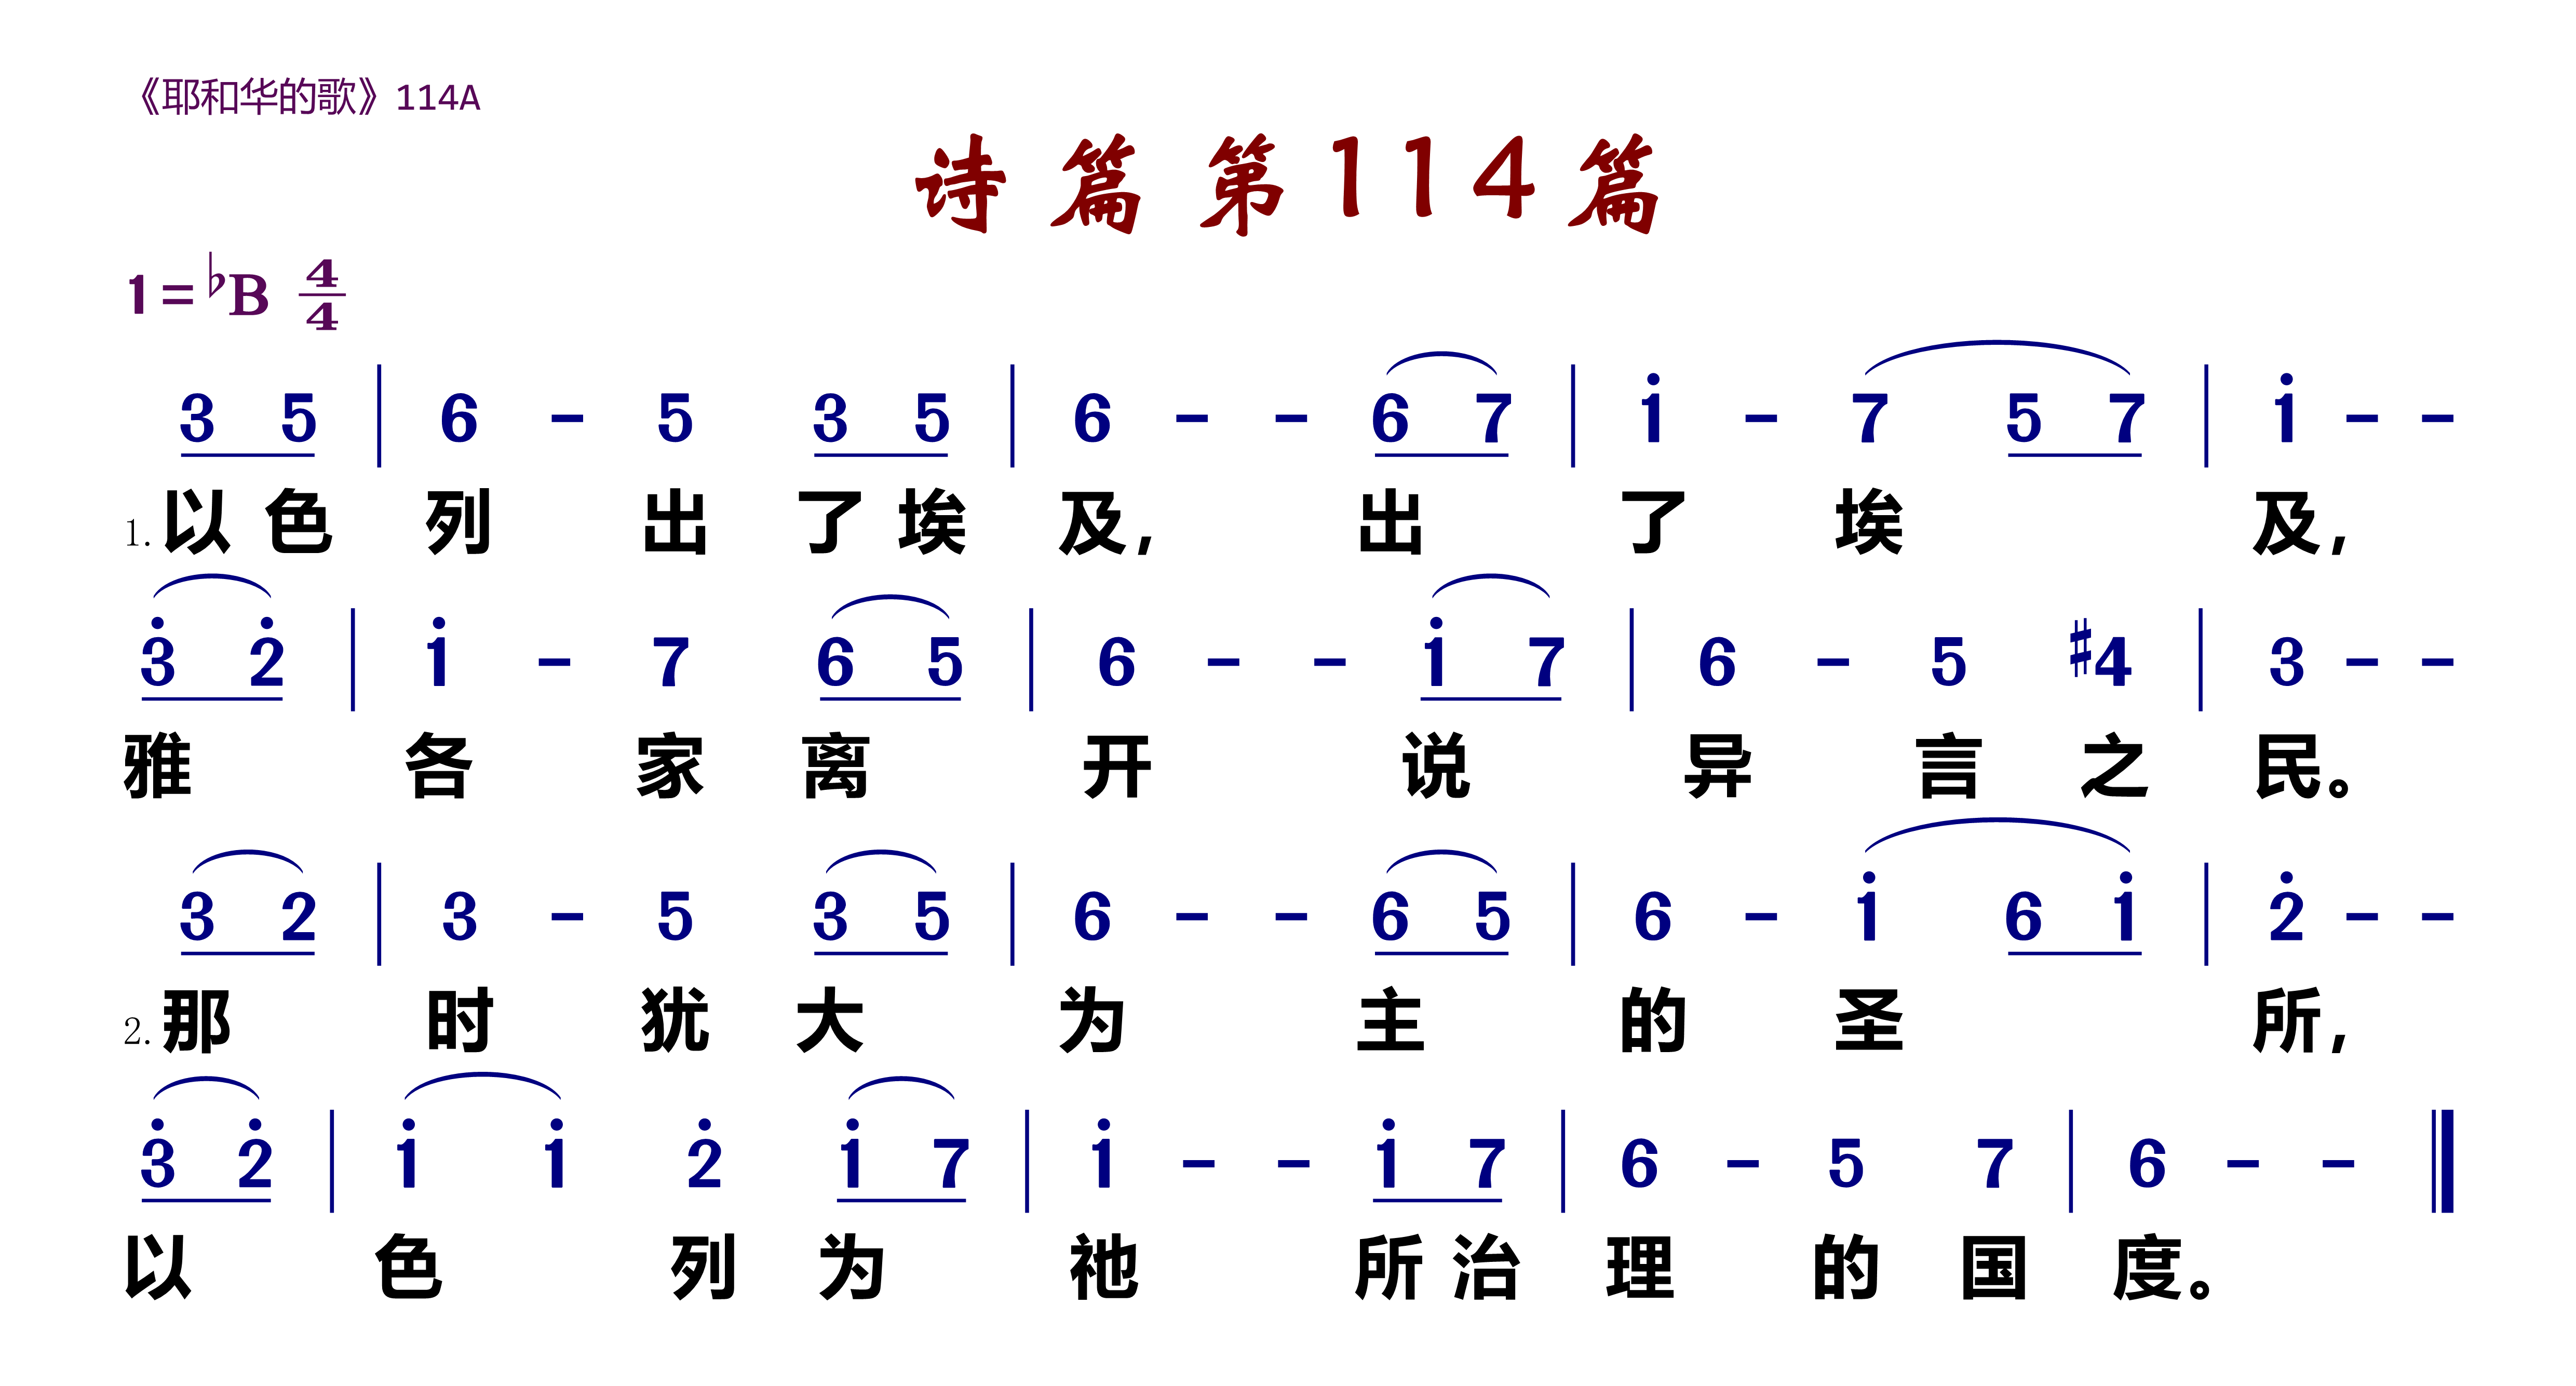 《耶和华的歌》114A
诗篇第114篇
1=♭B 4/4
3 5 | 6 - 5 3 5 | 6 - - 6 7 | i - 7 5 7 | i - -
1. 以色列出了埃及, 出了埃及,
3̇ 2̇ | i - 7 6 5 | 6 - - i 7 | 6 - 5 ♯4 | 3 - -
雅各家离开说异言之民。
3 2 | 3 - 5 3 5 | 6 - - 6 5 | 6 - i 6 i | 2̇ - -
2. 那时犹大为主的圣所,
3̇ 2̇ | i i 2̇ i 7 | i - - i 7 | 6 - 5 7 | 6 - -
以色列为祂所治理的国度。